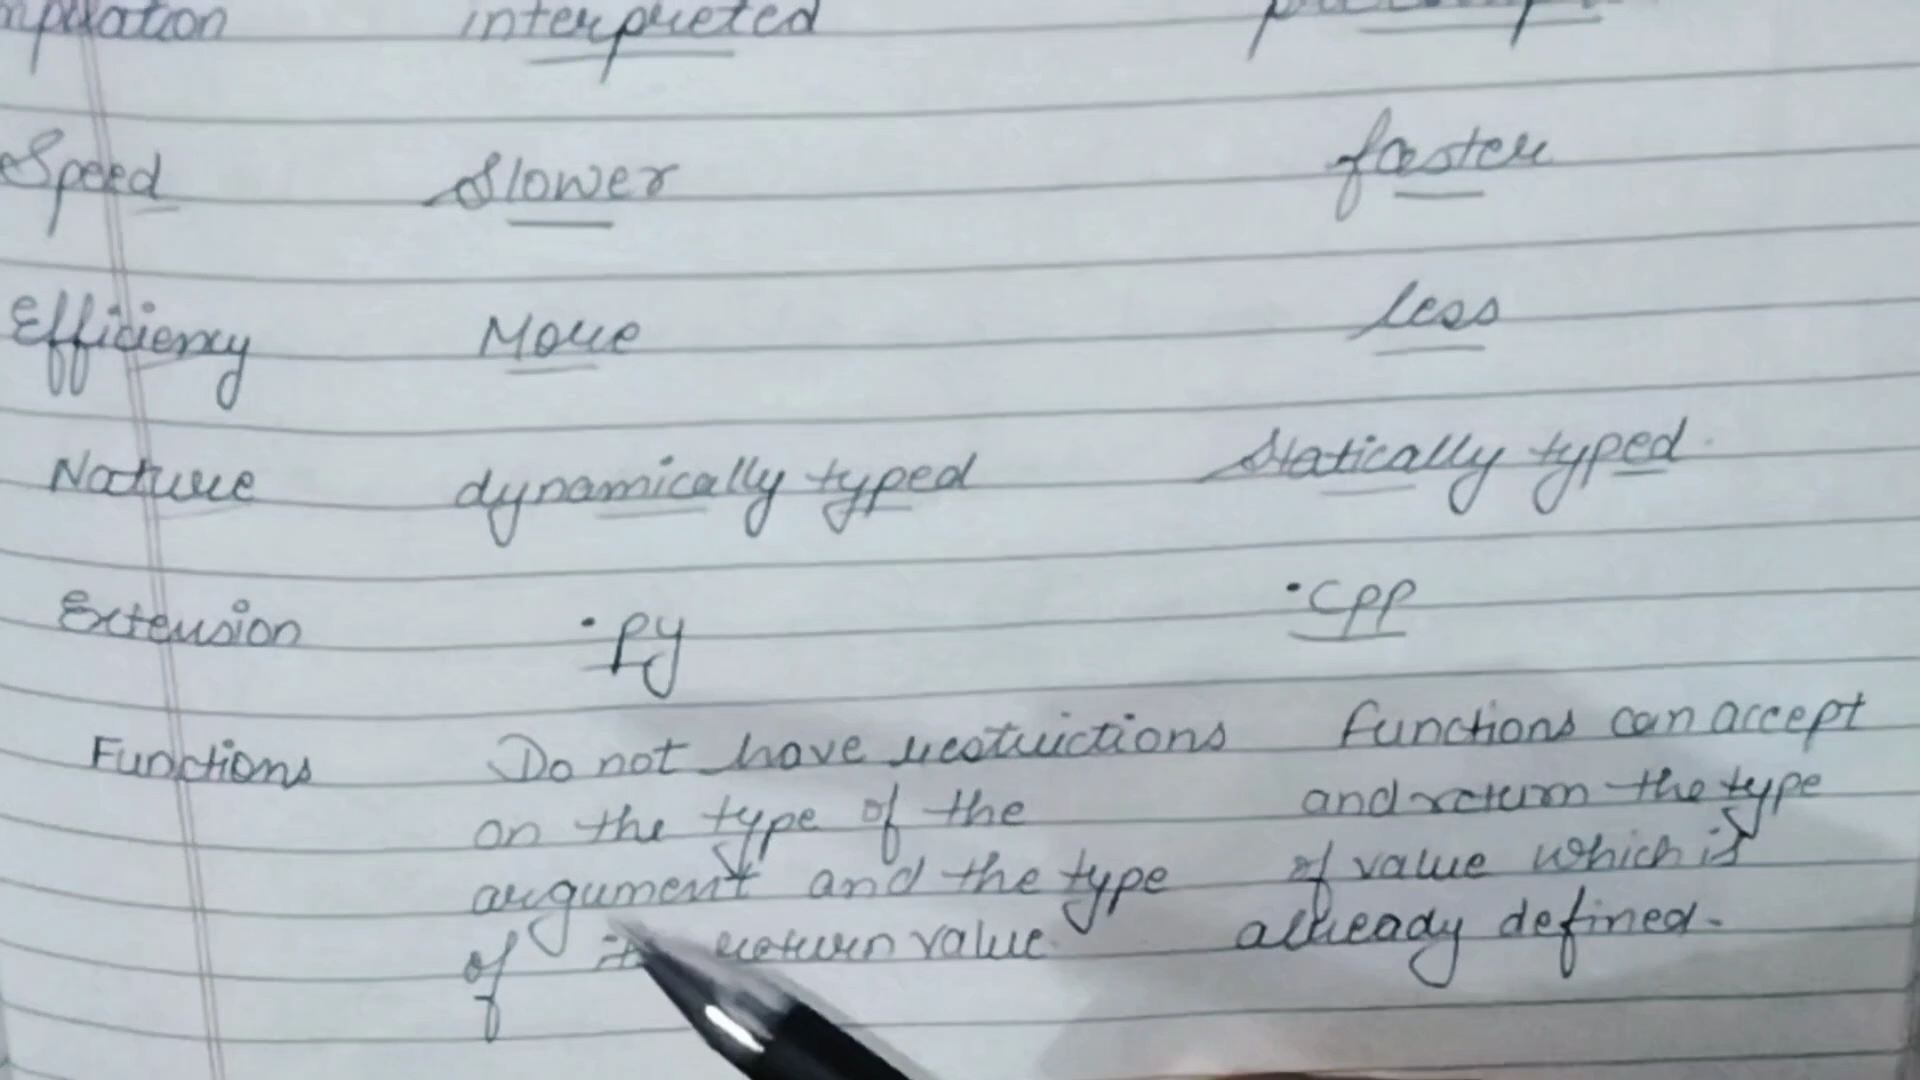 interpreted
Speed Slower faster
Efficiency More less
Nature dynamically typed Statically typed.
Extension .py .cpp
Functions Do not have restrictions functions can accept
on the type of the and return the type
argument and the type of value which is
of its return value. already defined.